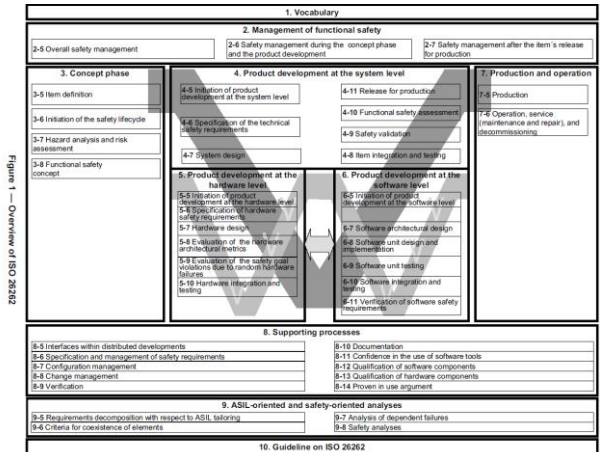 1. Vocabulary
2. Management of functional safety
2-5 Overall safety management
2-6 Safety management during the concept phase
and the product development
2-7 Safety management after the item´s release
for production
3. Concept phase
3-5 Item definition
3-6 Initiation of the safety lifecycle
3-7 Hazard analysis and risk
assessment
3-8 Functional safety
concept
4. Product development at the system level
4-5 Initiation of product
development at the system level
4-6 Specification of the technical
safety requirements
4-7 System design
4-11 Release for production
4-10 Functional safety assessment
4-9 Safety validation
4-8 Item integration and testing
7. Production and operation
7-5 Production
7-6 Operation, service
(maintenance and repair), and
decommissioning
5. Product development at the
hardware level
5-5 Initiation of product
development at the hardware level
5-6 Specification of hardware
safety requirements
5-7 Hardware design
5-8 Evaluation of the hardware
architectural metrics
5-9 Evaluation of the safety goal
violations due to random hardware
failures
5-10 Hardware integration and
testing
6. Product development at the
software level
6-5 Initiation of product
development at the software level
6-7 Software architectural design
6-8 Software unit design and
implementation
6-9 Software unit testing
6-10 Software integration and
testing
6-11 Verification of software safety
requirements
8. Supporting processes
8-5 Interfaces within distributed developments
8-6 Specification and management of safety requirements
8-7 Configuration management
8-8 Change management
8-9 Verification
8-10 Documentation
8-11 Confidence in the use of software tools
8-12 Qualification of software components
8-13 Qualification of hardware components
8-14 Proven in use argument
9. ASIL-oriented and safety-oriented analyses
9-5 Requirements decomposition with respect to ASIL tailoring
9-6 Criteria for coexistence of elements
9-7 Analysis of dependent failures
9-8 Safety analyses
10. Guideline on ISO 26262
Figure 1 — Overview of ISO 26262